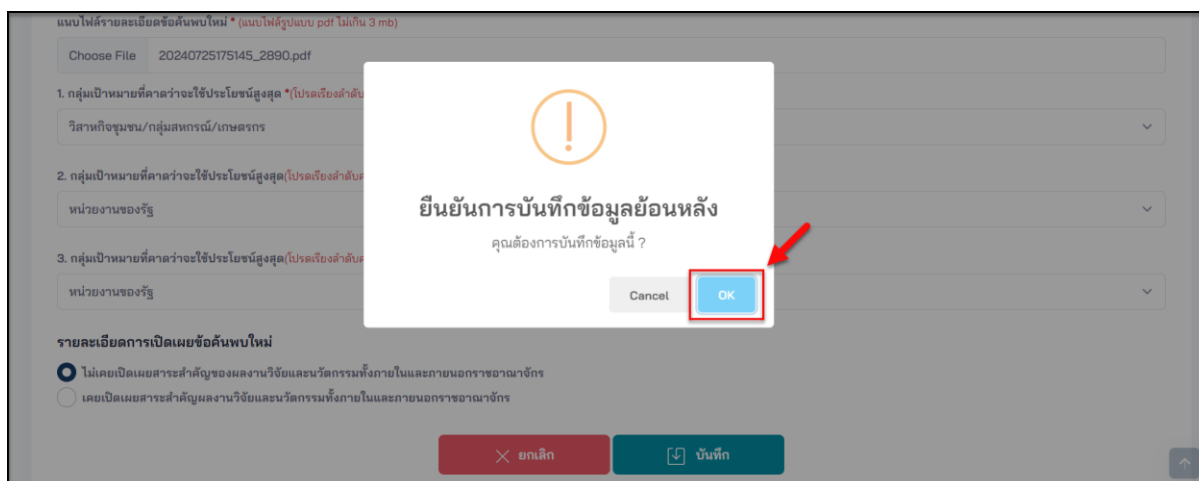 แนบไฟล์รายละเอียดข้อค้นพบใหม่ * (แนบไฟล์รูปแบบ pdf ไม่เกิน 3 mb)
Choose File 20240725175145_2890.pdf
1. กลุ่มเป้าหมายที่คาดว่าจะใช้ประโยชน์สูงสุด *(โปรดเรียงลำดับ
วิสาหกิจชุมชน/กลุ่มสหกรณ์/เกษตรกร
2. กลุ่มเป้าหมายที่คาดว่าจะใช้ประโยชน์สูงสุด(โปรดเรียงลำดับ
หน่วยงานของรัฐ
ยืนยันการบันทึกข้อมูลย้อนหลัง
คุณต้องการบันทึกข้อมูลนี้ ?
3. กลุ่มเป้าหมายที่คาดว่าจะใช้ประโยชน์สูงสุด(โปรดเรียงลำดับ
หน่วยงานของรัฐ
Cancel OK
รายละเอียดการเปิดเผยข้อค้นพบใหม่
ไม่เคยเปิดเผยสาระสำคัญของผลงานวิจัยและนวัตกรรมทั้งภายในและภายนอกราชอาณาจักร
เคยเปิดเผยสาระสำคัญผลงานวิจัยและนวัตกรรมทั้งภายในและภายนอกราชอาณาจักร
ยกเลิก บันทึก